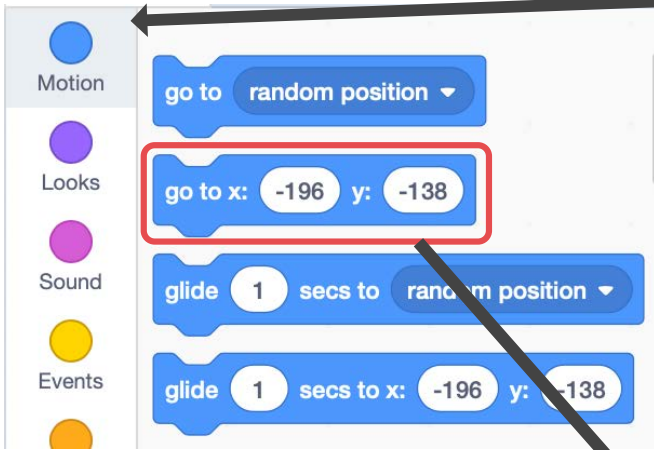 Motion
go to random position
Looks
go to x: -196 y: -138
Sound
glide 1 secs to random position
Events
glide 1 secs to x: -196 y: -138